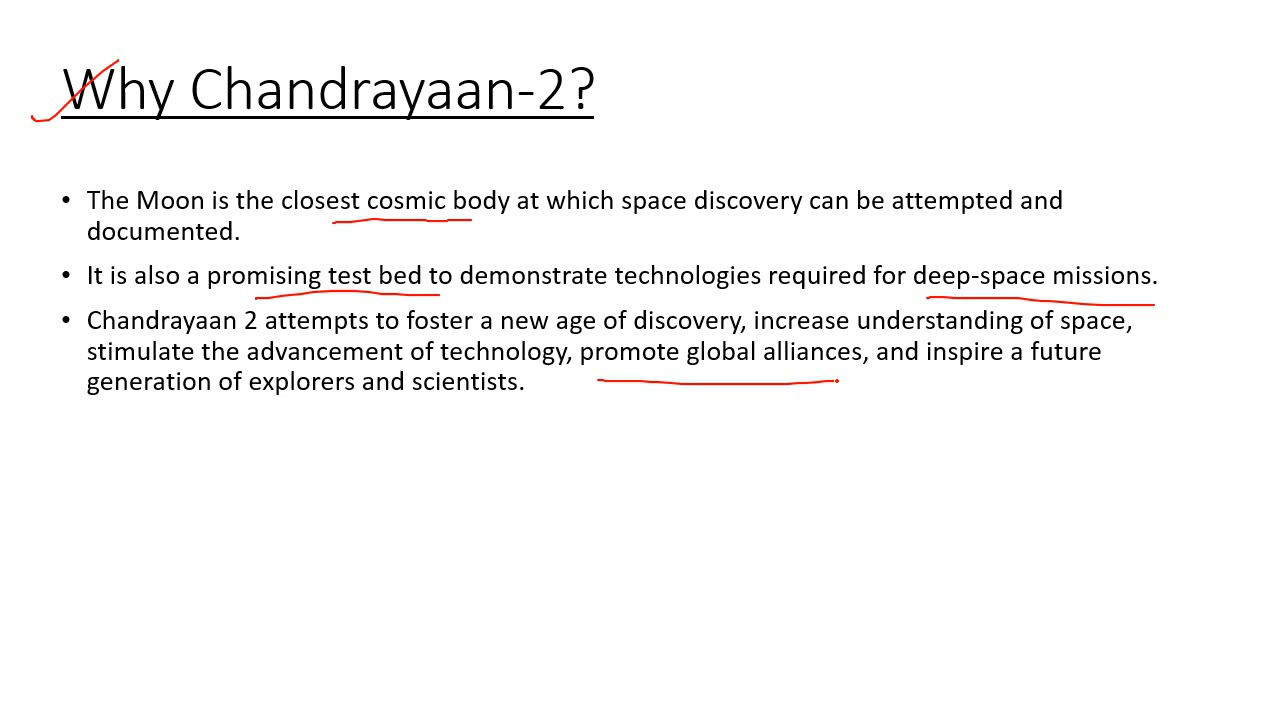 Why Chandrayaan-2?
• The Moon is the closest cosmic body at which space discovery can be attempted and
documented.
• It is also a promising test bed to demonstrate technologies required for deep-space missions.
• Chandrayaan 2 attempts to foster a new age of discovery, increase understanding of space,
stimulate the advancement of technology, promote global alliances, and inspire a future
generation of explorers and scientists.